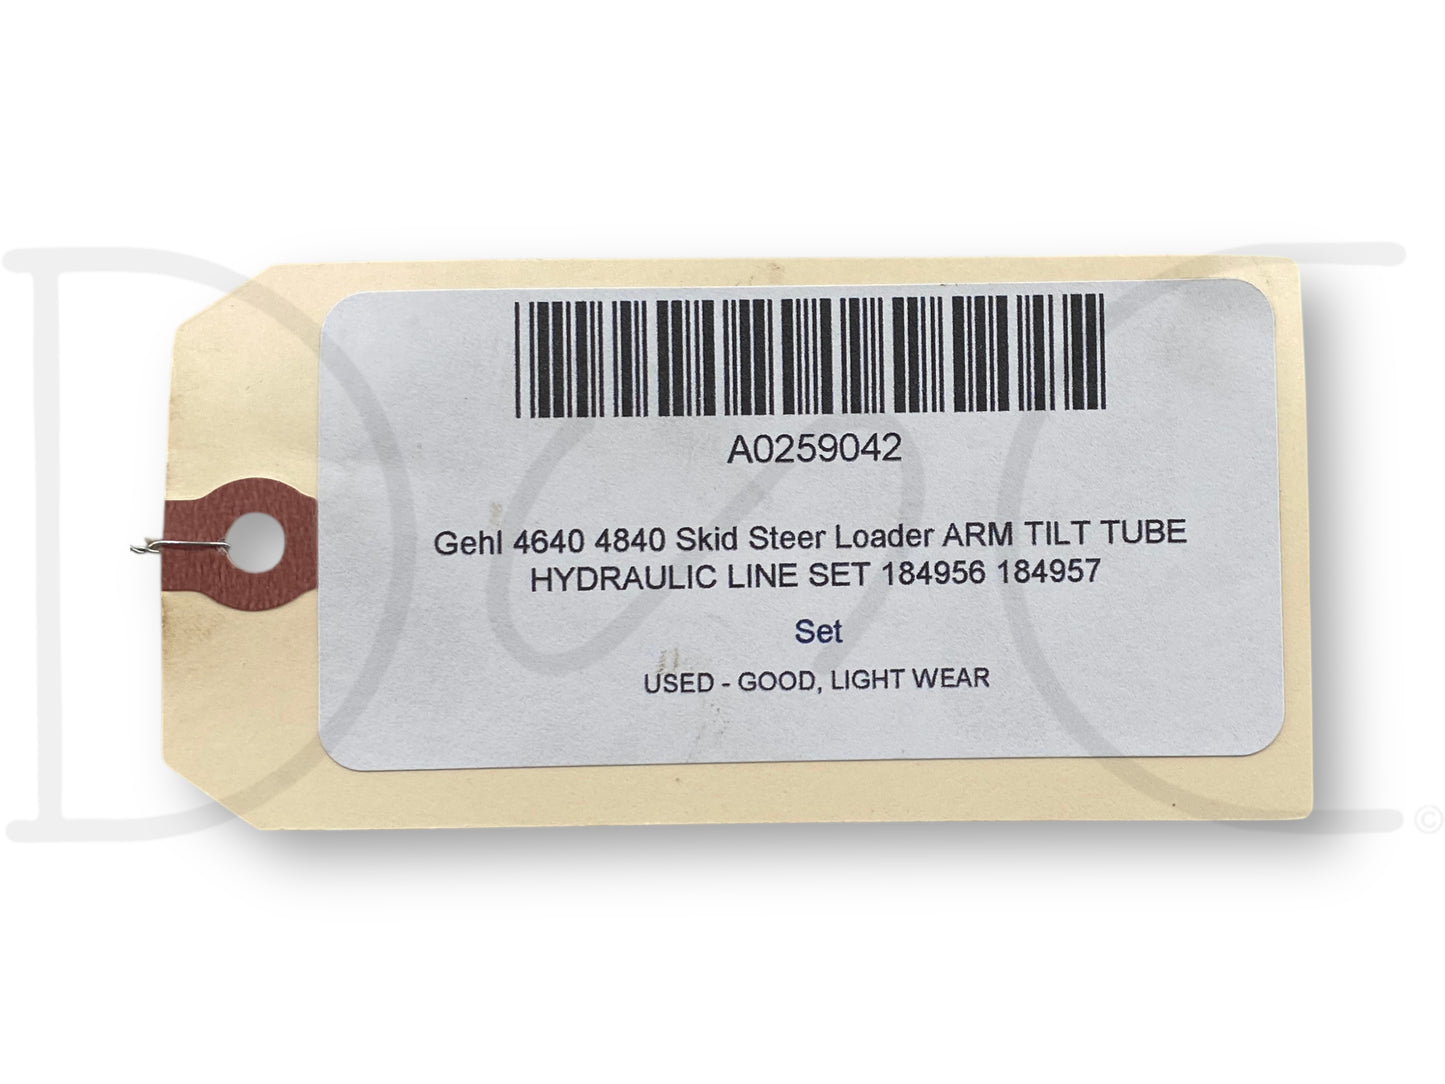 A0259042
Gehl 4640 4840 Skid Steer Loader ARM TILT TUBE
HYDRAULIC LINE SET 184956 184957
Set
USED - GOOD, LIGHT WEAR
D S C ©